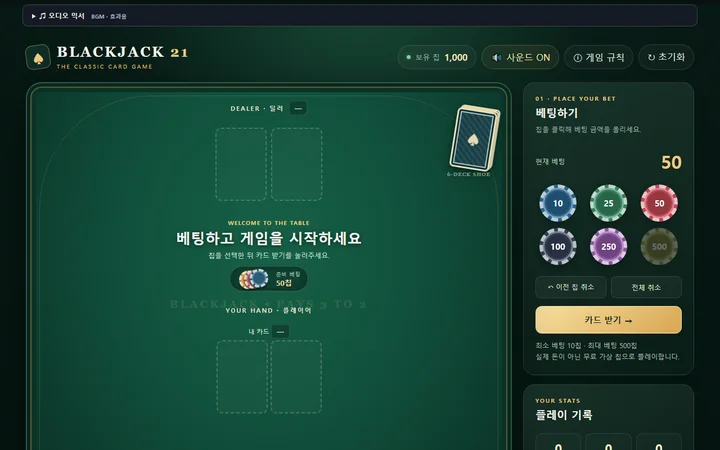 ▶ 🎵 오디오 믹서 BGM · 효과음
BLACKJACK 21
THE CLASSIC CARD GAME
보유 칩 1,000
사운드 ON
게임 규칙
↻ 초기화
DEALER · 딜러 —
6-DECK SHOE
WELCOME TO THE TABLE
베팅하고 게임을 시작하세요
칩을 선택한 뒤 카드 받기를 눌러주세요.
준비 베팅
50칩
BLACKJACK • PAYS 3 TO 2
YOUR HAND · 플레이어
내 카드 —
01 · PLACE YOUR BET
베팅하기
칩을 클릭해 베팅 금액을 올리세요.
현재 베팅 50
10 25 50
100 250 500
↶ 이전 칩 취소
전체 취소
카드 받기 →
최소 베팅 10칩 · 최대 베팅 500칩
실제 돈이 아닌 무료 가상 칩으로 플레이합니다.
YOUR STATS
플레이 기록
0 0 0